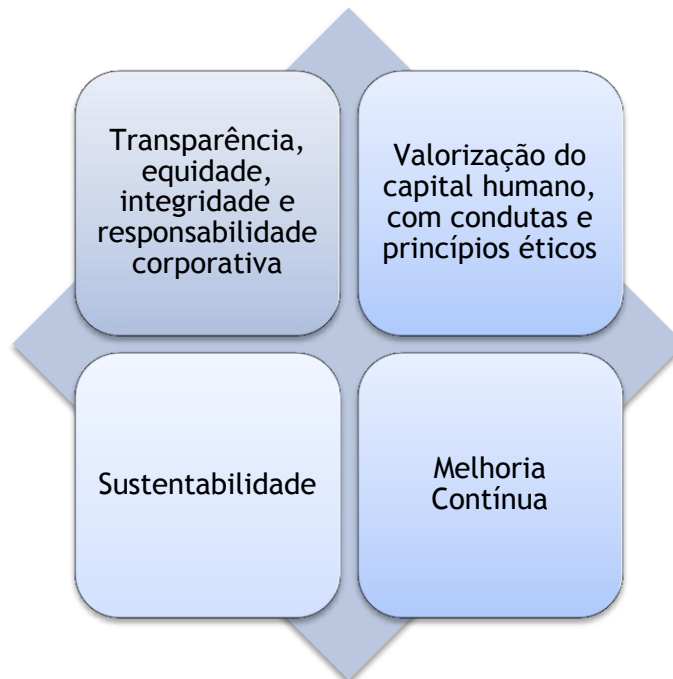 Transparência,
equidade,
integridade e
responsabilidade
corporativa
Valorização do
capital humano,
com condutas e
princípios éticos
Sustentabilidade
Melhoria
Contínua